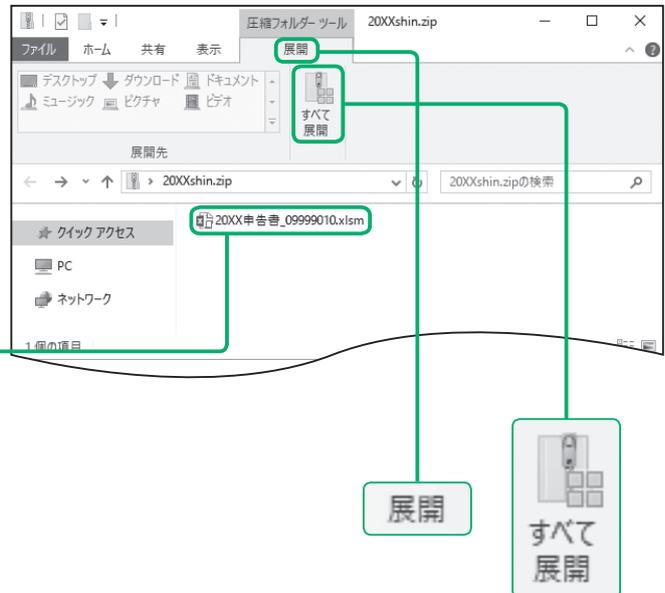 圧縮フォルダー ツール 20XXshin.zip
ファイル ホーム 共有 表示 展開
デスクトップ ダウンロード ドキュメント
ミュージック ピクチャ ビデオ
すべて
展開
展開先
20XXshin.zip 20XXshin.zipの検索
クイック アクセス
20XX申告書_09999010.xlsm
PC
ネットワーク
1 個の項目
展開
すべて
展開